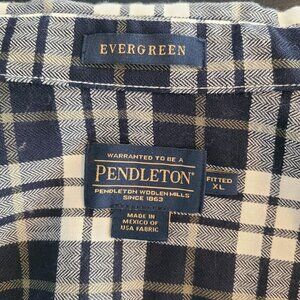 EVERGREEN
WARRANTED TO BE A
PENDLETON®
PENDLETON WOOLEN MILLS
SINCE 1863
FITTED
XL
MADE IN
MEXICO OF
USA FABRIC